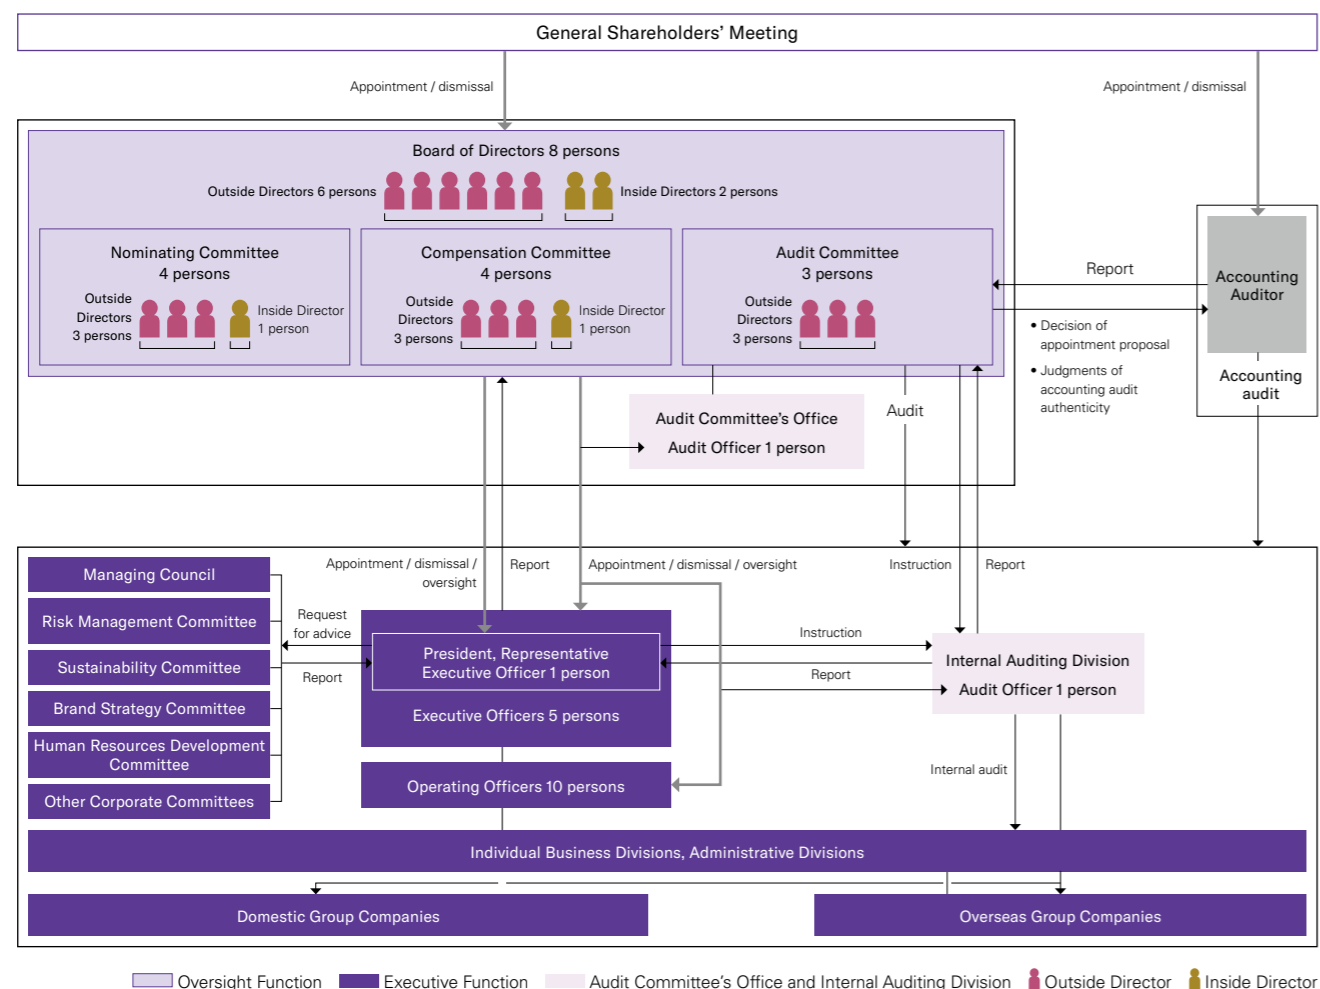 General Shareholders’ Meeting
Appointment / dismissal
Appointment / dismissal
Board of Directors 8 persons
Outside Directors 6 persons
Inside Directors 2 persons
Nominating Committee
4 persons
Outside
Directors
3 persons
Inside Director
1 person
Compensation Committee
4 persons
Outside
Directors
3 persons
Inside Director
1 person
Audit Committee
3 persons
Outside
Directors
3 persons
Report
• Decision of
appointment proposal
• Judgments of
accounting audit
authenticity
Accounting
Auditor
Accounting
audit
Audit Committee’s Office
Audit Officer 1 person
Audit
Appointment / dismissal /
oversight
Report
Appointment / dismissal / oversight
Instruction
Report
Managing Council
Risk Management Committee
Sustainability Committee
Brand Strategy Committee
Human Resources Development
Committee
Other Corporate Committees
Request
for advice
Report
President, Representative
Executive Officer 1 person
Executive Officers 5 persons
Operating Officers 10 persons
Instruction
Report
Internal Auditing Division
Audit Officer 1 person
Internal audit
Individual Business Divisions, Administrative Divisions
Domestic Group Companies
Overseas Group Companies
Oversight Function
Executive Function
Audit Committee’s Office and Internal Auditing Division
Outside Director
Inside Director